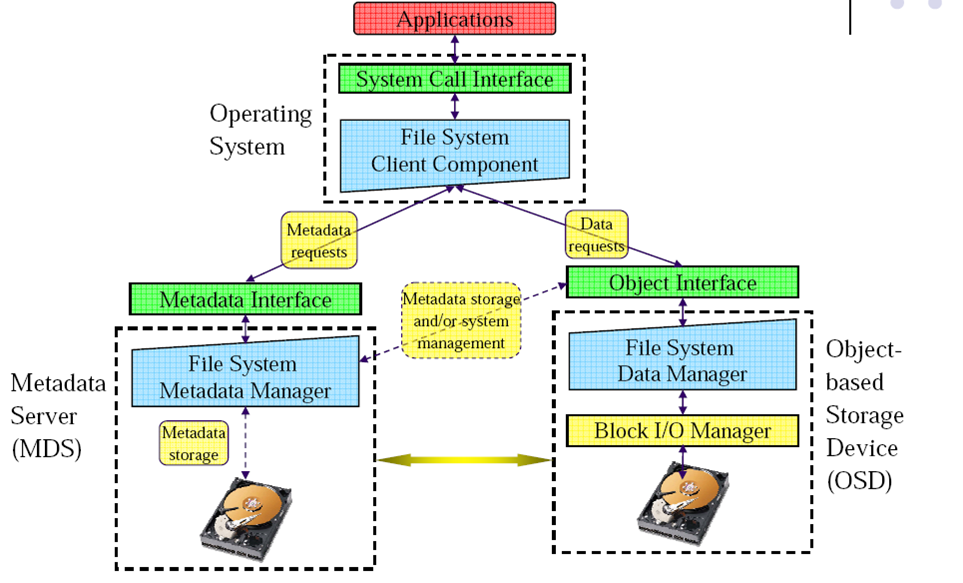 Applications
System Call Interface
Operating
System
File System
Client Component
Metadata
requests
Data
requests
Metadata Interface
Metadata storage
and/or system
management
Object Interface
Metadata
Server
(MDS)
File System
Metadata Manager
Metadata
storage
File System
Data Manager
Block I/O Manager
Object-
based
Storage
Device
(OSD)